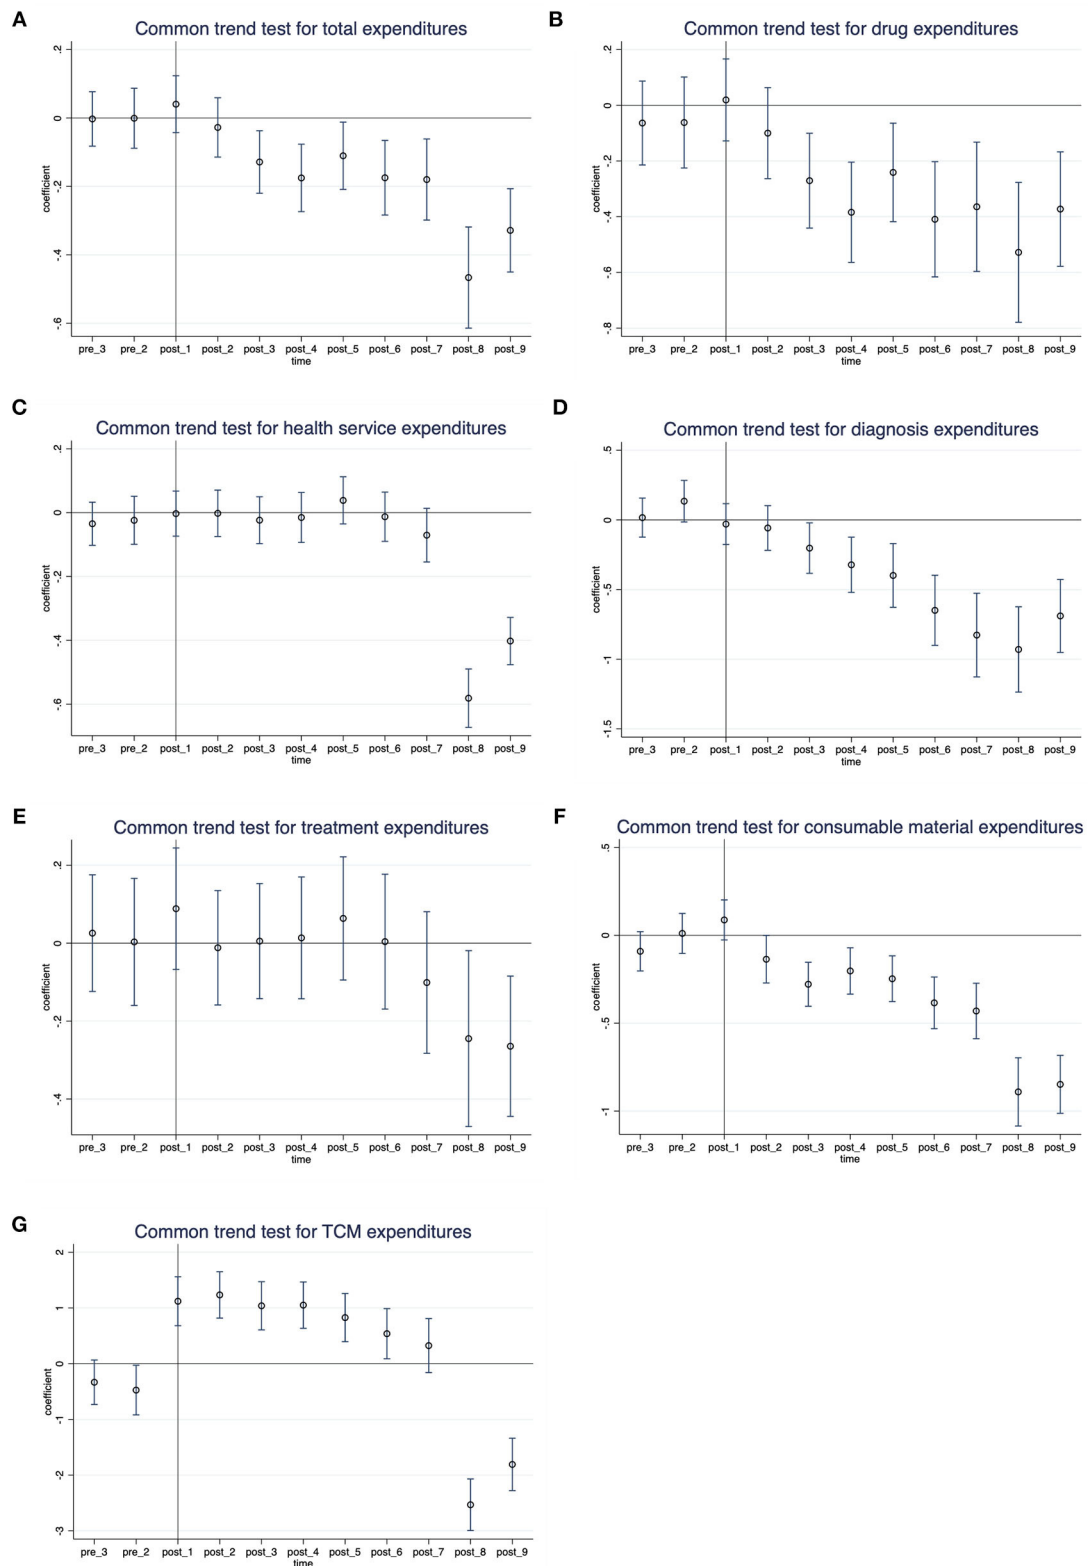 A
Common trend test for total expenditures
coefficient
.2
0
-.2
-.4
-.6
pre_3 pre_2 post_1 post_2 post_3 post_4 post_5 post_6 post_7 post_8 post_9
time
B
Common trend test for drug expenditures
coefficient
.2
0
-.2
-.4
-.6
-.8
pre_3 pre_2 post_1 post_2 post_3 post_4 post_5 post_6 post_7 post_8 post_9
time
C
Common trend test for health service expenditures
coefficient
.2
0
-.2
-.4
-.6
pre_3 pre_2 post_1 post_2 post_3 post_4 post_5 post_6 post_7 post_8 post_9
time
D
Common trend test for diagnosis expenditures
coefficient
.5
0
-.5
-1
-1.5
pre_3 pre_2 post_1 post_2 post_3 post_4 post_5 post_6 post_7 post_8 post_9
time
E
Common trend test for treatment expenditures
coefficient
.2
0
-.2
-.4
pre_3 pre_2 post_1 post_2 post_3 post_4 post_5 post_6 post_7 post_8 post_9
time
F
Common trend test for consumable material expenditures
coefficient
.5
0
-.5
-1
pre_3 pre_2 post_1 post_2 post_3 post_4 post_5 post_6 post_7 post_8 post_9
time
G
Common trend test for TCM expenditures
coefficient
2
1
0
-1
-2
-3
pre_3 pre_2 post_1 post_2 post_3 post_4 post_5 post_6 post_7 post_8 post_9
time